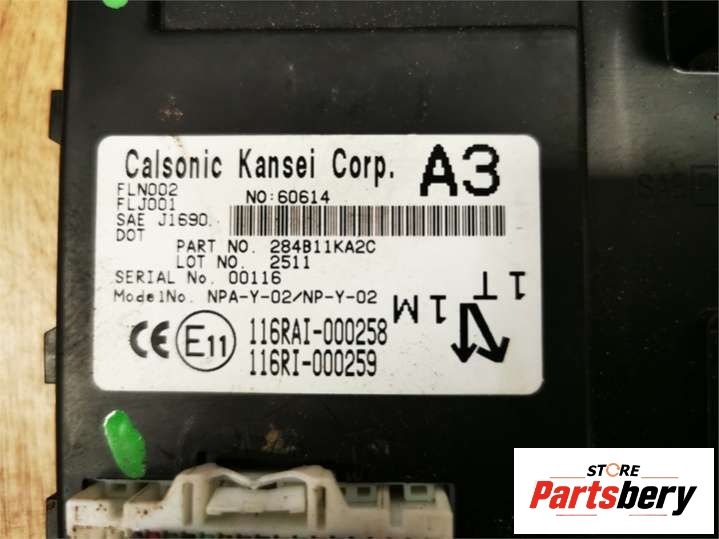 Calsonic Kansei Corp. A3
FLN002 NO:60614
FLJ001
SAE J1690
DOT
PART NO. 284B11KA2C
LOT NO. 2511
SERIAL No. 00116
ModelNo. NPA-Y-02/NP-Y-02
1M
1T
CE E11 116RAI-000258
116RI-000259
STORE
Partsbery